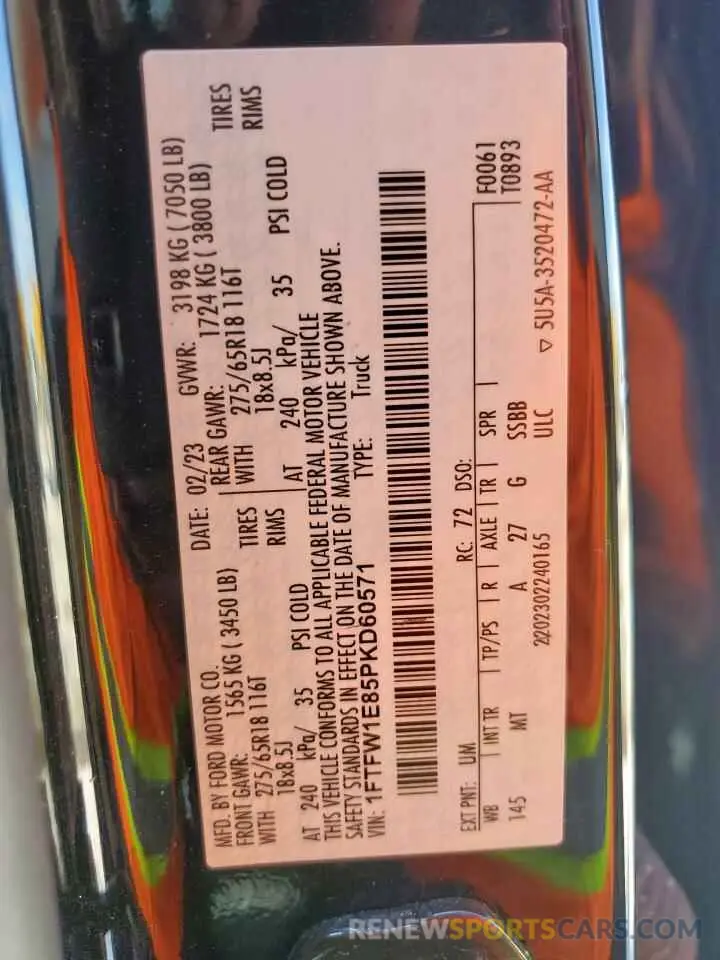 MFD. BY FORD MOTOR CO.
DATE: 02/23 GVWR: 3198 KG ( 7050 LB)
FRONT GAWR: 1565 KG ( 3450 LB)
REAR GAWR: 1724 KG ( 3800 LB)
WITH 275/65R18 116T TIRES
WITH 275/65R18 116T TIRES
18x8.5J RIMS
18x8.5J RIMS
AT 240 kPa/ 35 PSI COLD
AT 240 kPa/ 35 PSI COLD
THIS VEHICLE CONFORMS TO ALL APPLICABLE FEDERAL MOTOR VEHICLE
SAFETY STANDARDS IN EFFECT ON THE DATE OF MANUFACTURE SHOWN ABOVE.
VIN: 1FTFW1E85PKD60571 TYPE: Truck
EXT PNT: UM RC: 72 DSO: F0061
WB INT TR TP/PS R AXLE TR SPR T0893
145 MT A 27 G SSBB
ULC
2202302240165
▽ 5U5A-3520472-AA
RENEWSPORTSCARS.COM